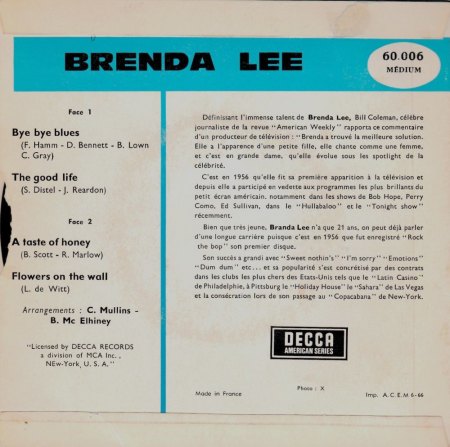 BRENDA LEE
60.006
MÉDIUM
Face 1
Bye bye blues
(F. Hamm - D. Bennett - B. Lown
C. Gray)
The good life
(S. Distel - J. Reardon)
Face 2
A taste of honey
(B. Scott - R. Marlow)
Flowers on the wall
(L. de Witt)
Arrangements : C. Mullins -
B. Mc Elhiney
"Licensed by DECCA RECORDS
a division of MCA Inc.,
NEw-York, U. S. A."
Définissant l'immense talent de Brenda Lee, Bill Coleman, célèbre
journaliste de la revue "American Weekly" rapporta ce commentaire
d'un producteur de télévision : "Brenda a trouvé la meilleure solution.
Elle a l'apparence d'une petite fille, elle chante comme une femme,
et c'est en grande dame, qu'elle évolue sous les spotlight de la
célébrité.
C'est en 1956 qu'elle fit sa première apparition à la télévision et
depuis elle a participé en vedette aux programmes les plus brillants du
petit écran américain, notamment dans les shows de Bob Hope, Perry
Como, Ed Sullivan, dans le "Hullabaloo" et le "Tonight show"
récemment.
Bien que très jeune, Branda Lee n'a que 21 ans, on peut déjà parler
d'une longue carrière puisque c'est en 1956 que fut enregistré "Rock
the bop" son premier disque.
Son succès a grandi avec "Sweet nothin's" "I'm sorry" "Emotions"
"Dum dum" etc... et sa popularité s'est concrétisé par des contrats
dans les clubs les plus chers des Etats-Unis tels que le "Latin Casino"
de Philadelphie, à Pittsburg le "Holiday House" le "Sahara" de Las Vegas
et la consécration lors de son passage au "Copacabana" de New-York.
DECCA
AMERICAN SERIES
Made in France
Photo : X
Imp. A.C.E.M 6-66